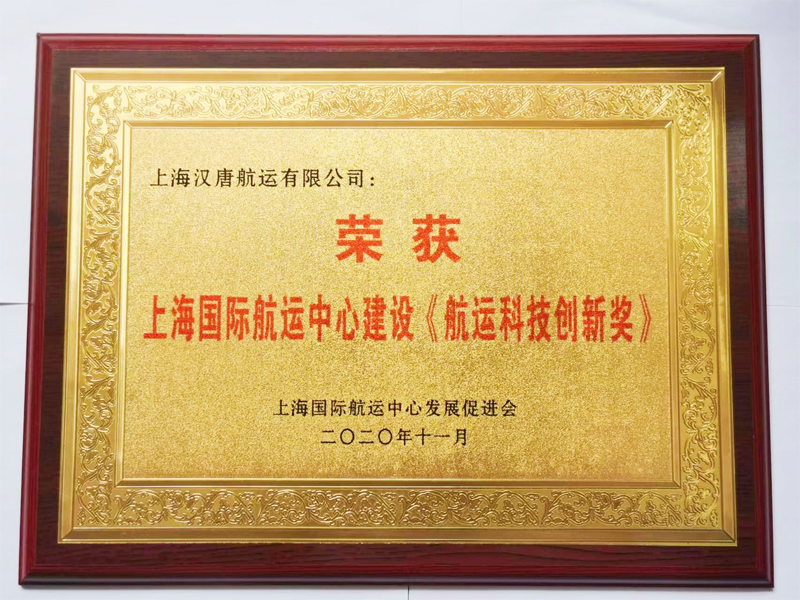 上海汉唐航运有限公司：
荣获
上海国际航运中心建设《航运科技创新奖》
上海国际航运中心发展促进会
二〇二〇年十一月